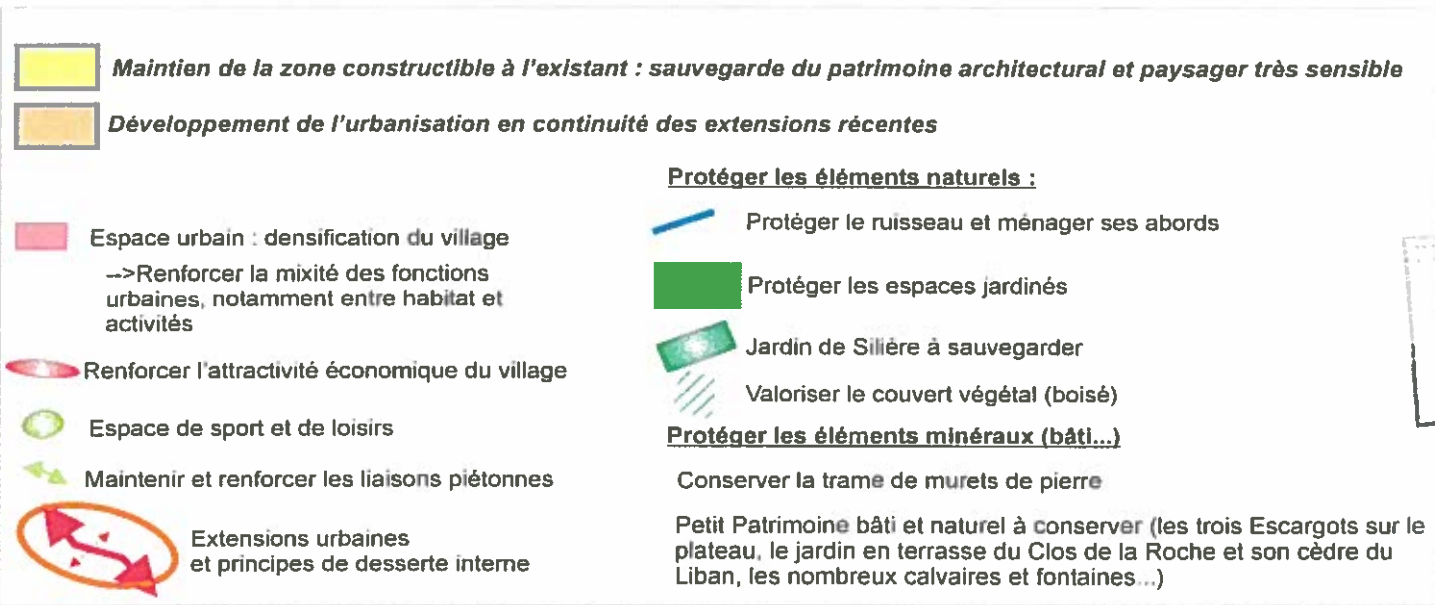 Maintien de la zone constructible à l'existant : sauvegarde du patrimoine architectural et paysager très sensible
Développement de l'urbanisation en continuité des extensions récentes
Espace urbain : densification du village
-->Renforcer la mixité des fonctions
urbaines, notamment entre habitat et
activités
Renforcer l'attractivité économique du village
Espace de sport et de loisirs
Maintenir et renforcer les liaisons piétonnes
Extensions urbaines
et principes de desserte interne
Protéger les éléments naturels :
Protéger le ruisseau et ménager ses abords
Protéger les espaces jardinés
Jardin de Silière à sauvegarder
Valoriser le couvert végétal (boisé)
Protéger les éléments minéraux (bâti...)
Conserver la trame de murets de pierre
Petit Patrimoine bâti et naturel à conserver (les trois Escargots sur le
plateau, le jardin en terrasse du Clos de la Roche et son cèdre du
Liban, les nombreux calvaires et fontaines...)